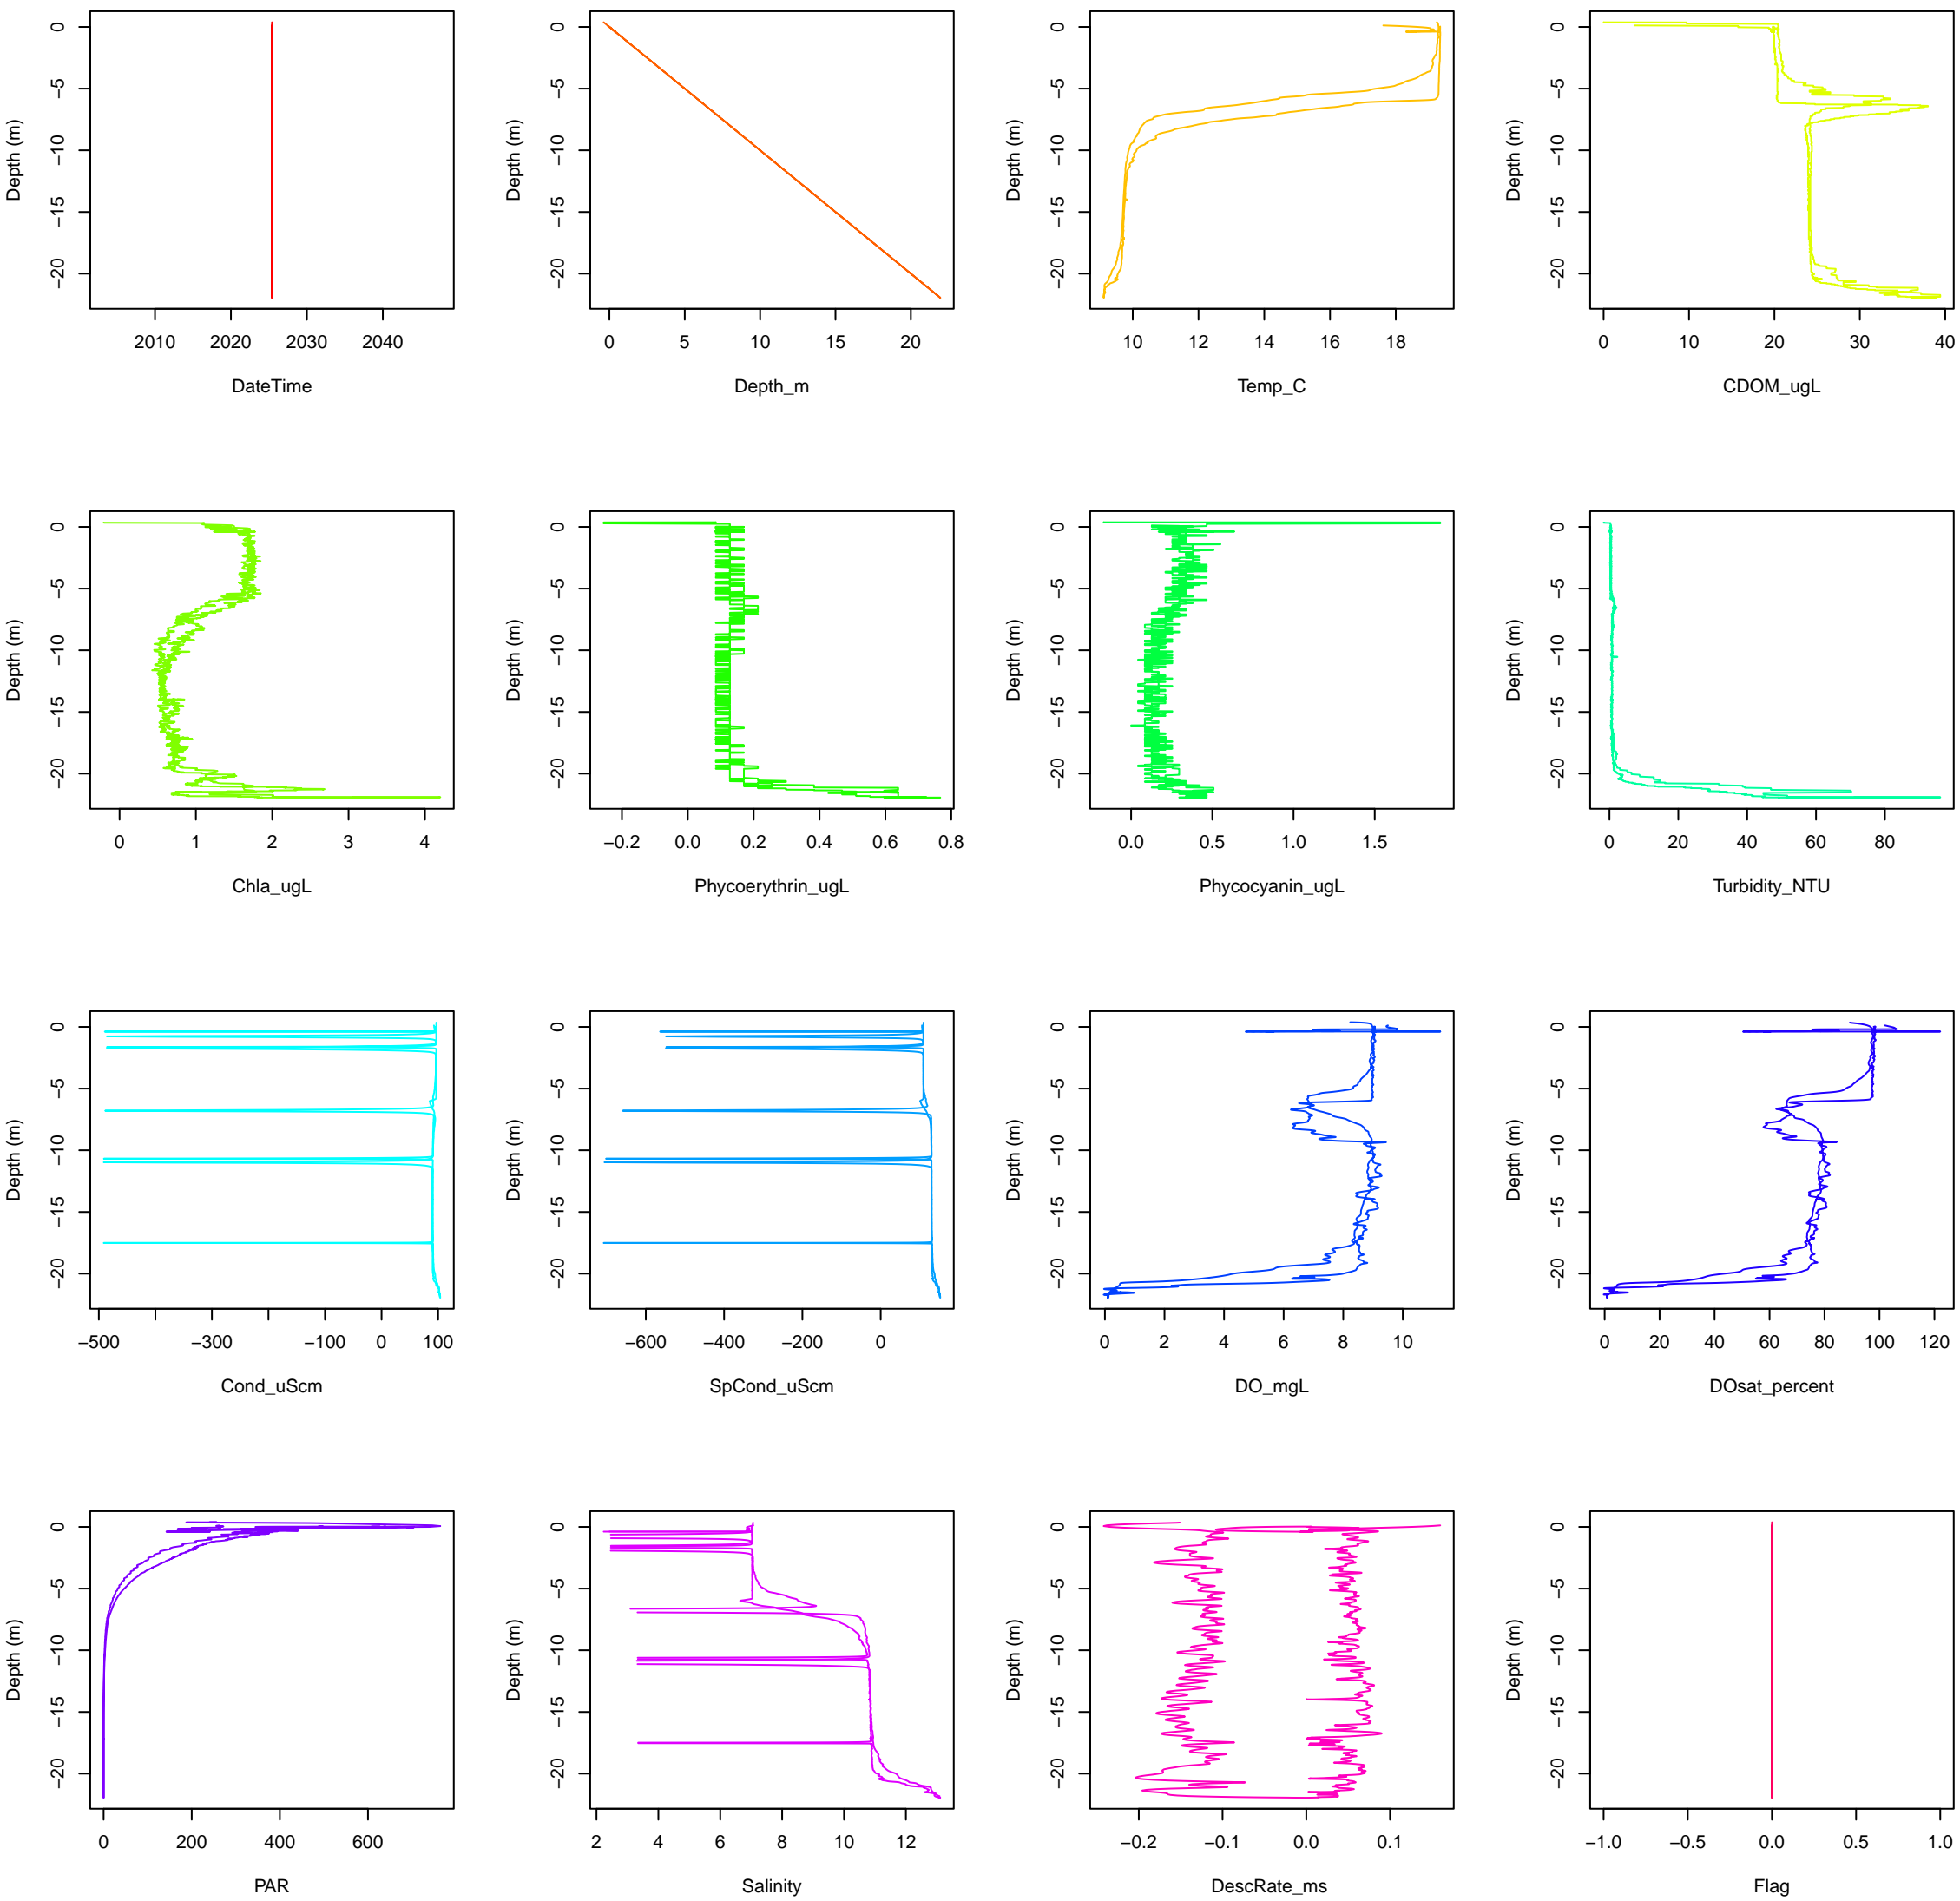 Depth (m)
0
−5
−10
−15
−20
2010 2020 2030 2040
DateTime
Depth (m)
0
−5
−10
−15
−20
0 5 10 15 20
Depth_m
Depth (m)
0
−5
−10
−15
−20
10 12 14 16 18
Temp_C
Depth (m)
0
−5
−10
−15
−20
0 10 20 30 40
CDOM_ugL
Depth (m)
0
−5
−10
−15
−20
0 1 2 3 4
Chla_ugL
Depth (m)
0
−5
−10
−15
−20
−0.2 0.0 0.2 0.4 0.6 0.8
Phycoerythrin_ugL
Depth (m)
0
−5
−10
−15
−20
0.0 0.5 1.0 1.5
Phycocyanin_ugL
Depth (m)
0
−5
−10
−15
−20
0 20 40 60 80
Turbidity_NTU
Depth (m)
0
−5
−10
−15
−20
−500 −300 −100 0 100
Cond_uScm
Depth (m)
0
−5
−10
−15
−20
−600 −400 −200 0
SpCond_uScm
Depth (m)
0
−5
−10
−15
−20
0 2 4 6 8 10
DO_mgL
Depth (m)
0
−5
−10
−15
−20
0 20 40 60 80 100 120
DOsat_percent
Depth (m)
0
−5
−10
−15
−20
0 200 400 600
PAR
Depth (m)
0
−5
−10
−15
−20
2 4 6 8 10 12
Salinity
Depth (m)
0
−5
−10
−15
−20
−0.2 −0.1 0.0 0.1
DescRate_ms
Depth (m)
0
−5
−10
−15
−20
−1.0 −0.5 0.0 0.5 1.0
Flag